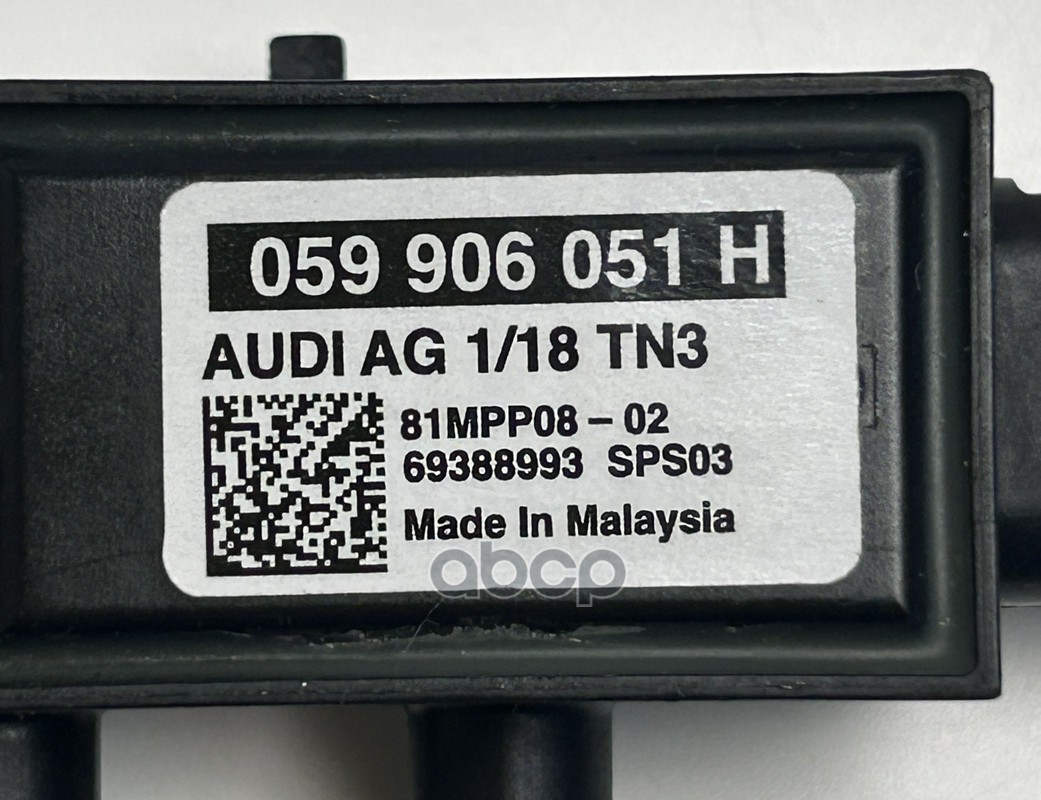 059 906 051 H
AUDI AG 1/18 TN3
81MPP08 – 02
69388993 SPS03
Made In Malaysia
abcp